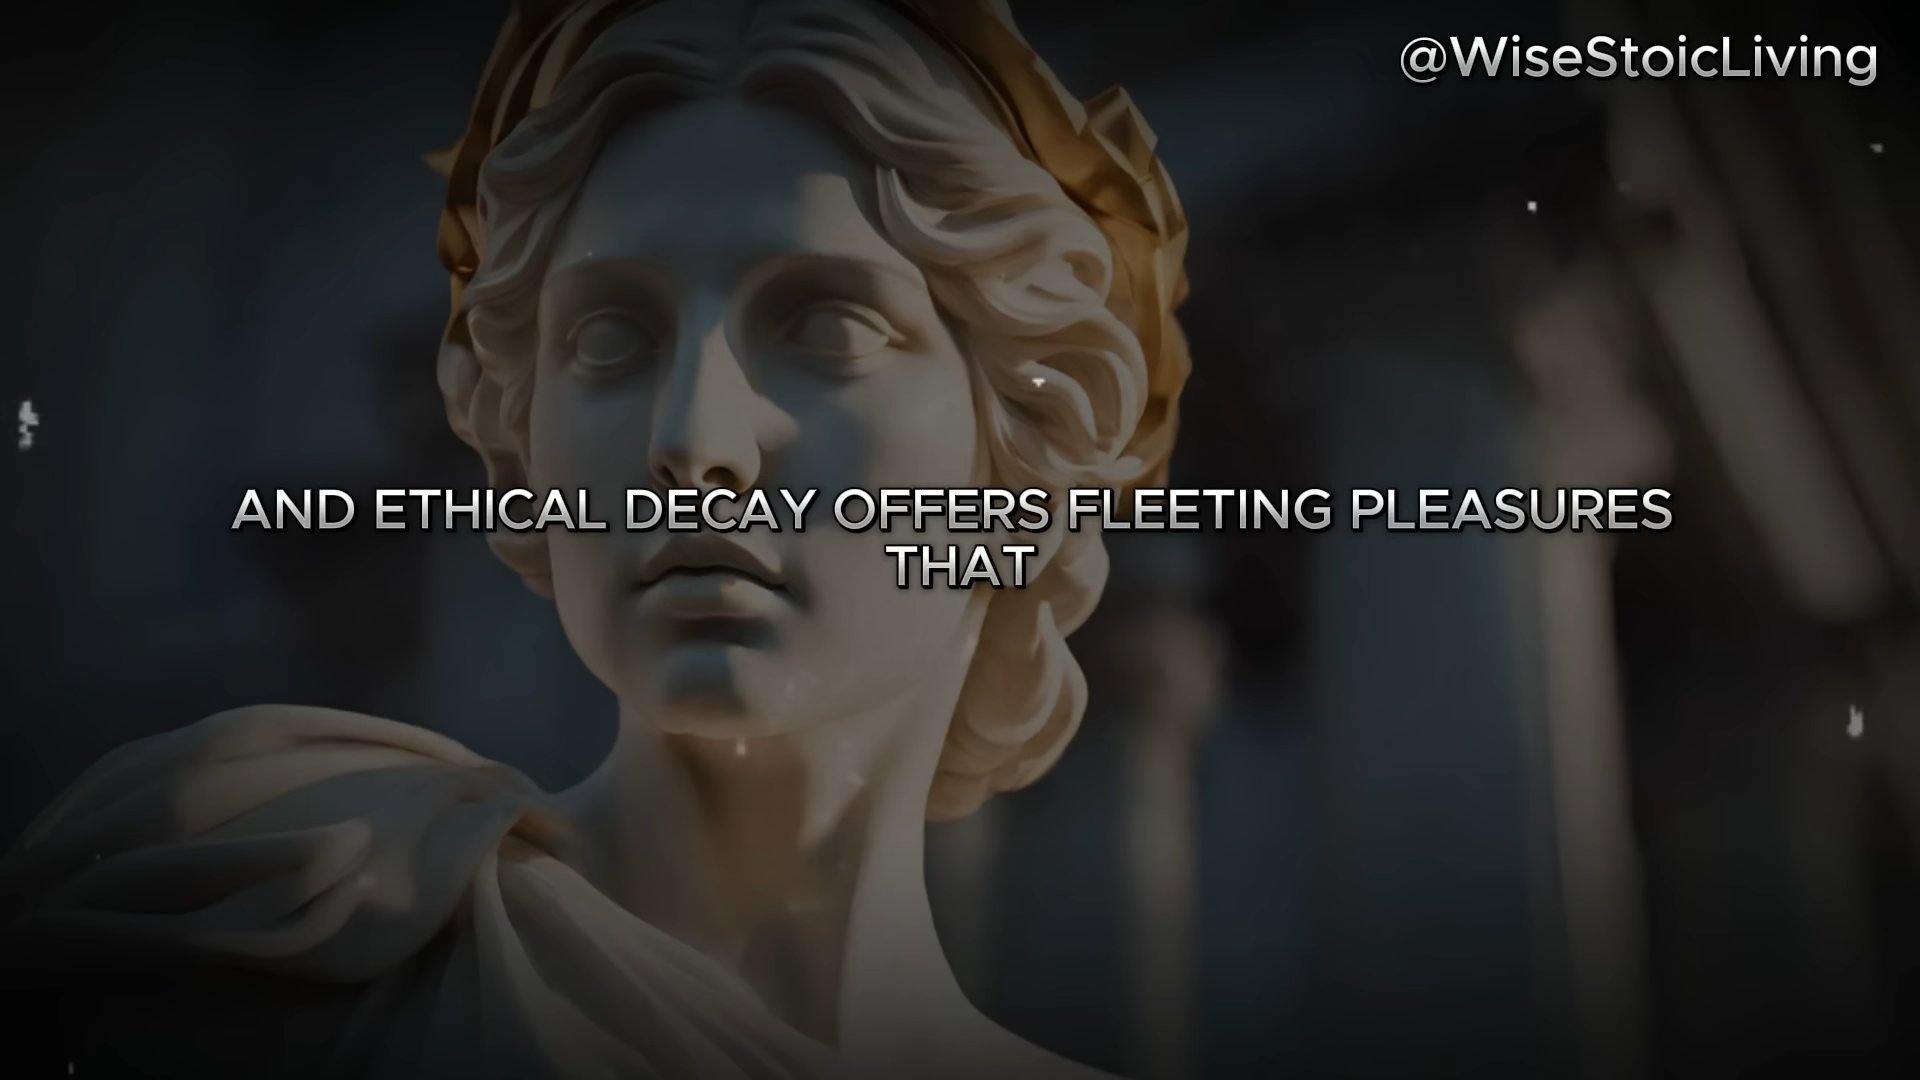 @WiseStoicLiving
AND ETHICAL DECAY OFFERS FLEETING PLEASURES
THAT